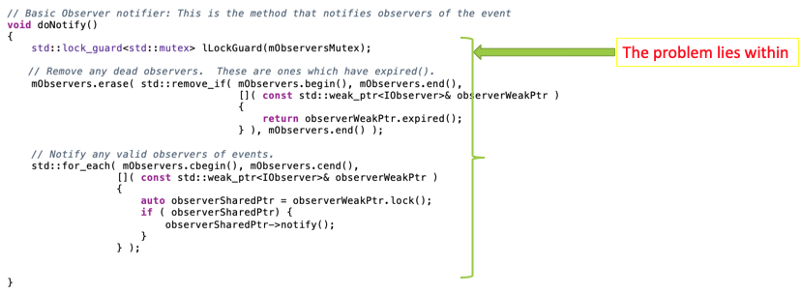 // Basic Observer notifier: This is the method that notifies observers of the event
void doNotify()
{
    std::lock_guard<std::mutex> lLockGuard(mObserversMutex);
The problem lies within
    // Remove any dead observers.  These are ones which have expired().
    mObservers.erase( std::remove_if( mObservers.begin(), mObservers.end(),
                                      []( const std::weak_ptr<IObserver>& observerWeakPtr )
                                      {
                                          return observerWeakPtr.expired();
                                      } ), mObservers.end() );
    // Notify any valid observers of events.
    std::for_each( mObservers.cbegin(), mObservers.cend(),
                  []( const std::weak_ptr<IObserver>& observerWeakPtr )
                  {
                      auto observerSharedPtr = observerWeakPtr.lock();
                      if ( observerSharedPtr) {
                          observerSharedPtr->notify();
                      }
                  } );
}